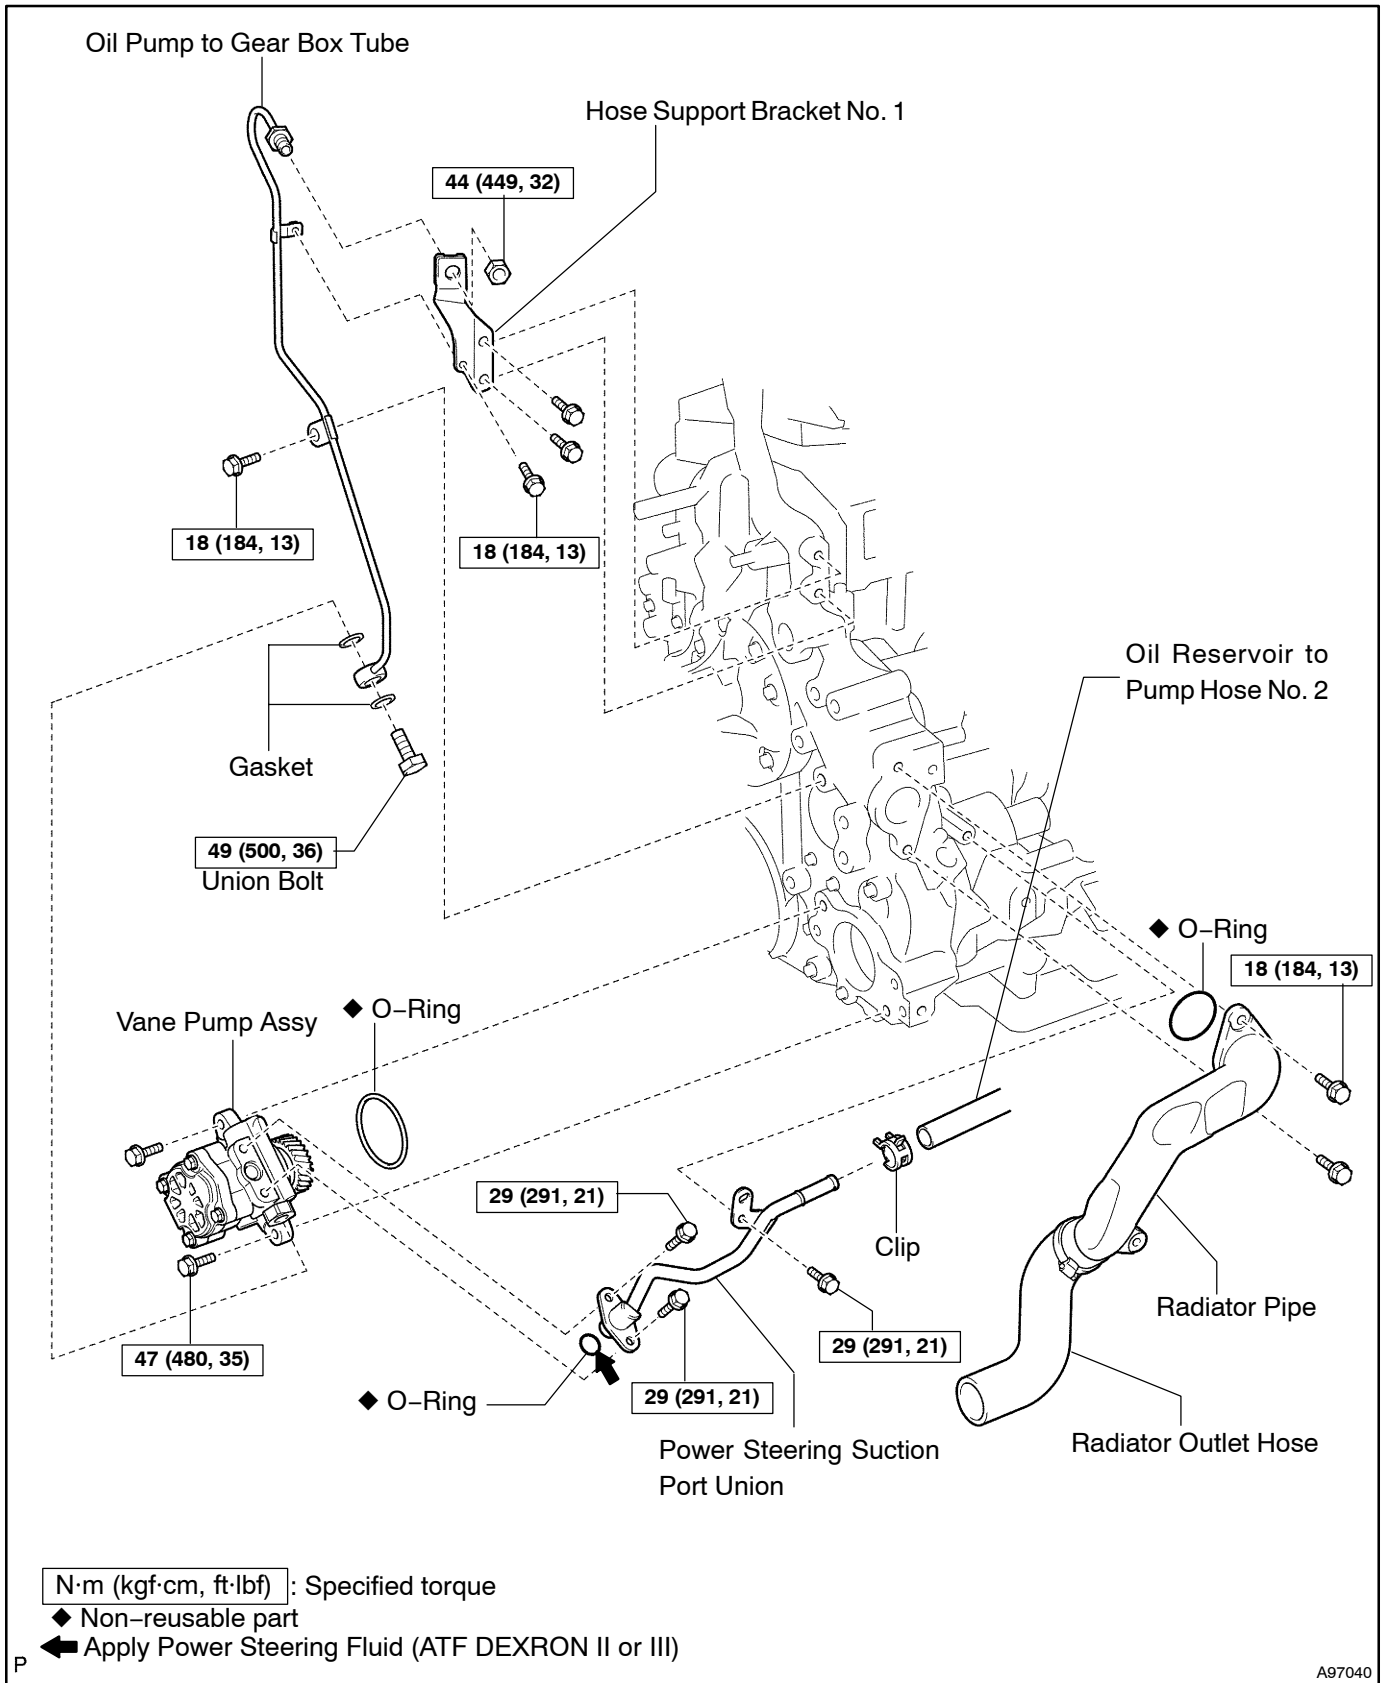 Oil Pump to Gear Box Tube
Hose Support Bracket No. 1
44 (449, 32)
18 (184, 13)
18 (184, 13)
Oil Reservoir to
Pump Hose No. 2
Gasket
49 (500, 36)
Union Bolt
◆ O–Ring
18 (184, 13)
◆ O–Ring
Vane Pump Assy
29 (291, 21)
Clip
Radiator Pipe
29 (291, 21)
47 (480, 35)
29 (291, 21)
◆ O–Ring
Power Steering Suction
Port Union
Radiator Outlet Hose
N·m (kgf·cm, ft·lbf) : Specified torque
◆ Non–reusable part
Apply Power Steering Fluid (ATF DEXRON II or III)
P
A97040